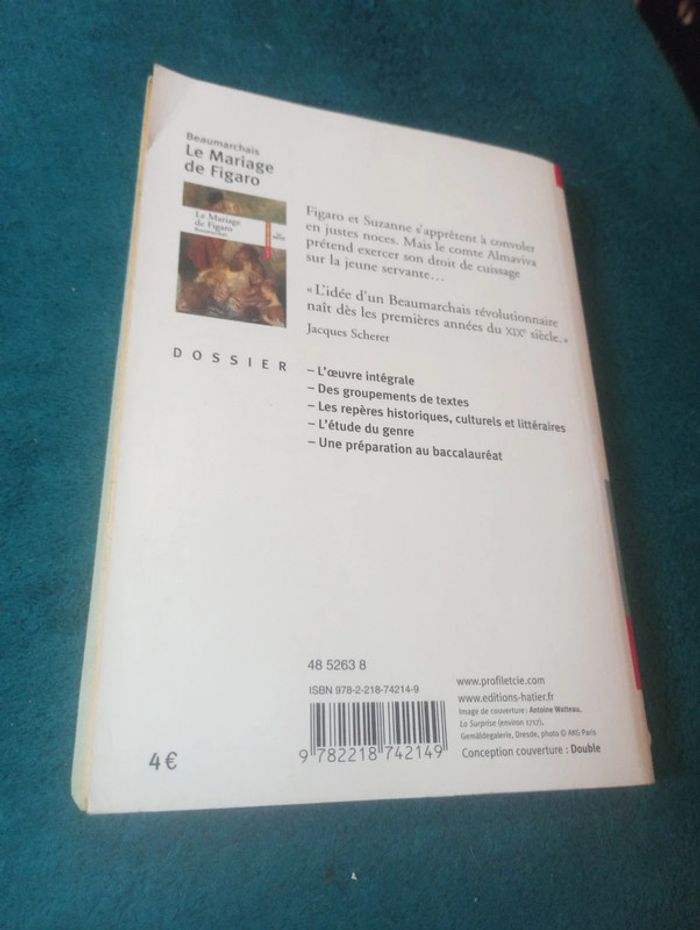 Beaumarchais
Le Mariage
de Figaro
Le Mariage
de Figaro
Beaumarchais
Figaro et Suzanne s'apprêtent à convoler
en justes noces. Mais le comte Almaviva
prétend exercer son droit de cuissage
sur la jeune servante…
« L'idée d'un Beaumarchais révolutionnaire
naît dès les premières années du XIXe siècle. »
Jacques Scherer
DOSSIER
– L'œuvre intégrale
– Des groupements de textes
– Les repères historiques, culturels et littéraires
– L'étude du genre
– Une préparation au baccalauréat
48 5263 8
ISBN 978-2-218-74214-9
9 782218 742149
4 €
www.profiletcie.com
www.editions-hatier.fr
Image de couverture : Antoine Watteau,
La Surprise (environ 1717),
Gemäldegalerie, Dresde, photo © AKG Paris
Conception couverture : Double